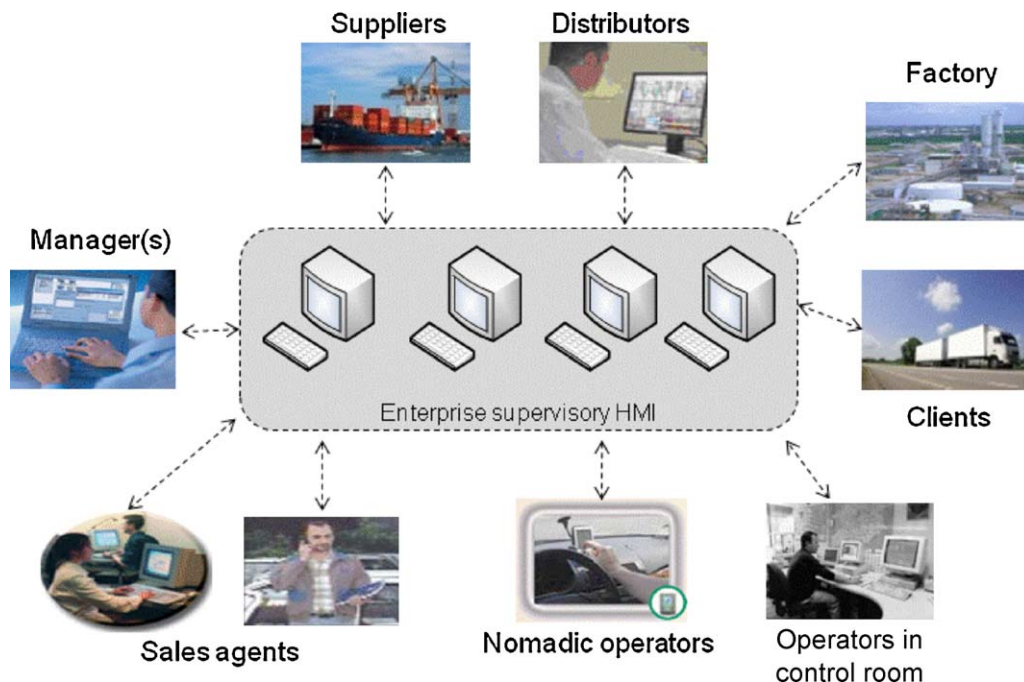 Suppliers
Distributors
Factory
Manager(s)
Enterprise supervisory HMI
Clients
Sales agents
Nomadic operators
Operators in
control room